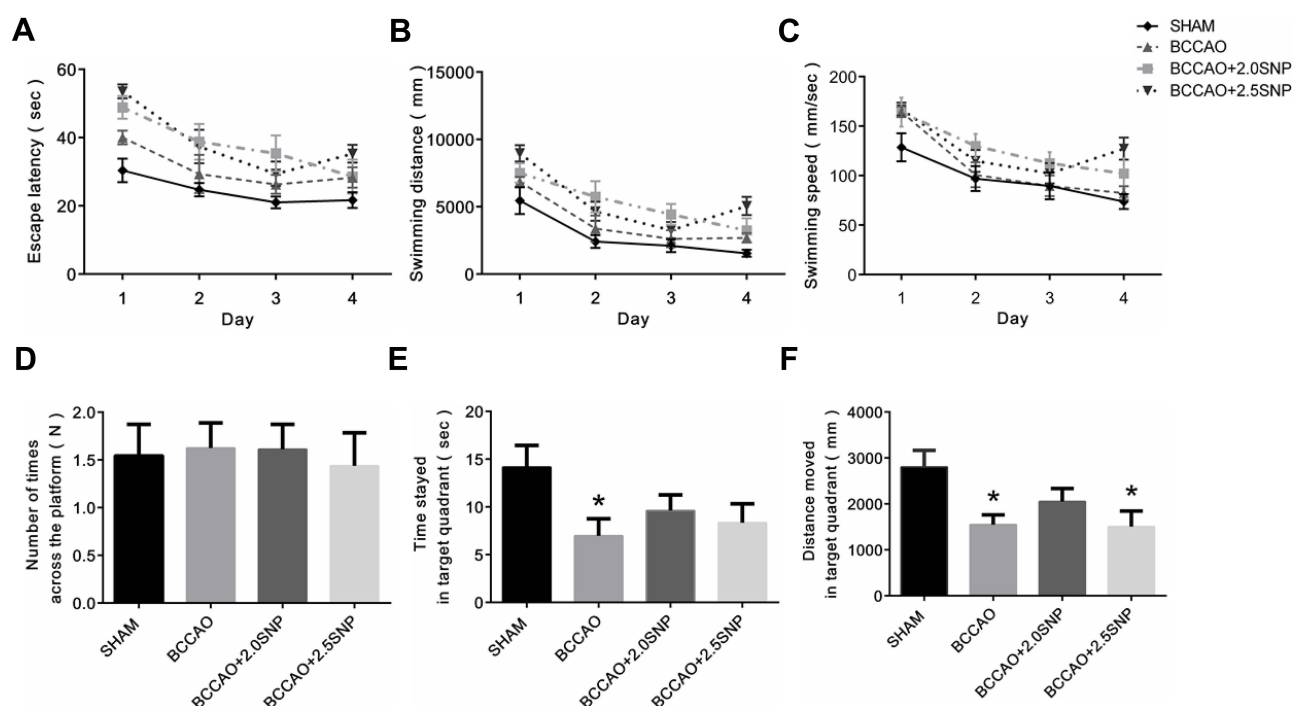 A
B
C
SHAM
BCCAO
BCCAO+2.0SNP
BCCAO+2.5SNP
Escape latency ( sec )
60
40
20
0
1 2 3 4
Day
Swimming distance ( mm )
15000
10000
5000
0
1 2 3 4
Day
Swimming speed ( mm/sec )
200
150
100
50
0
1 2 3 4
Day
D
E
F
Number of times
across the platform ( N )
2.0
1.5
1.0
0.5
0.0
SHAM
BCCAO
BCCAO+2.0SNP
BCCAO+2.5SNP
Time stayed
in target quadrant ( sec )
20
15
10
5
0
*
SHAM
BCCAO
BCCAO+2.0SNP
BCCAO+2.5SNP
Distance moved
in target quadrant ( mm )
4000
3000
2000
1000
0
* *
SHAM
BCCAO
BCCAO+2.0SNP
BCCAO+2.5SNP